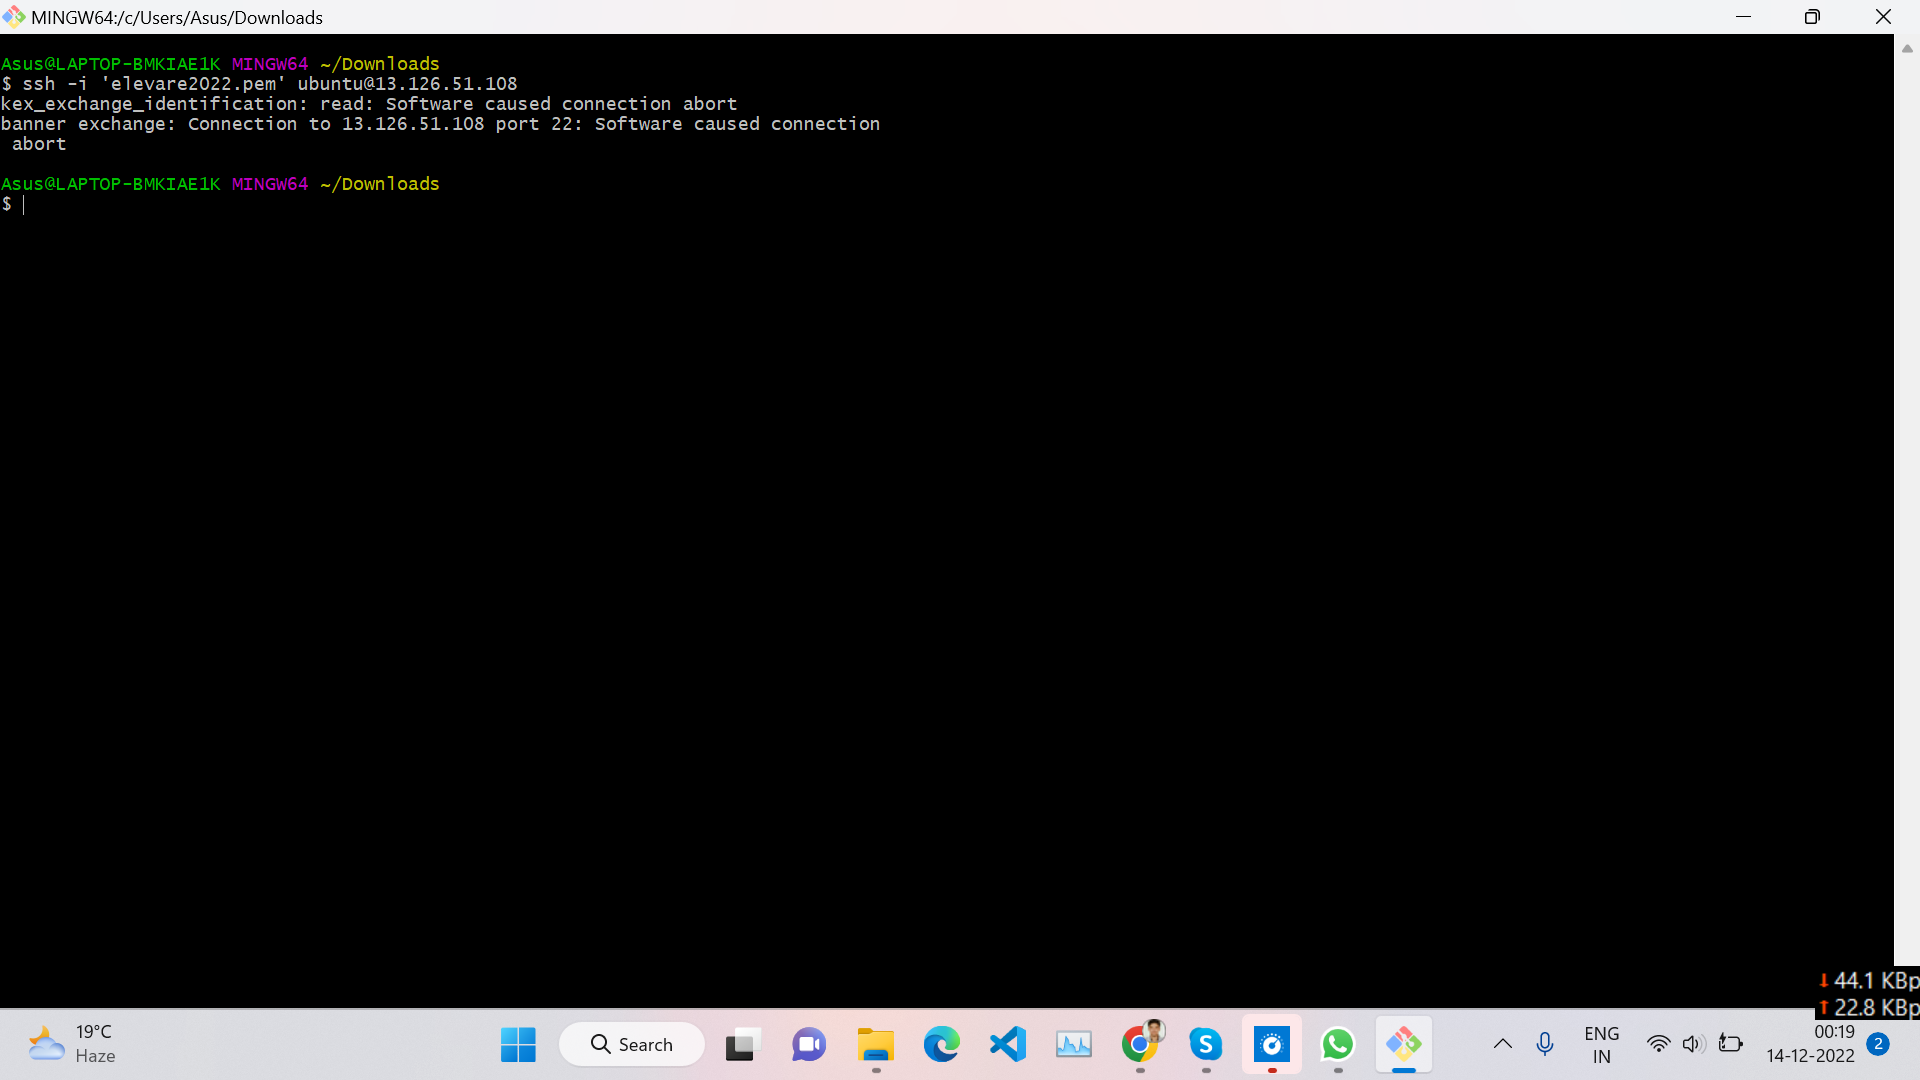 MINGW64:/c/Users/Asus/Downloads
Asus@LAPTOP-BMKIAE1K MINGW64 ~/Downloads
$ ssh -i 'elevare2022.pem' ubuntu@13.126.51.108
kex_exchange_identification: read: Software caused connection abort
banner exchange: Connection to 13.126.51.108 port 22: Software caused connection
 abort
Asus@LAPTOP-BMKIAE1K MINGW64 ~/Downloads
$
↓ 44.1 KBp
↑ 22.8 KBp
19°C
Haze
Search
S
ENG
IN
00:19
14-12-2022
2